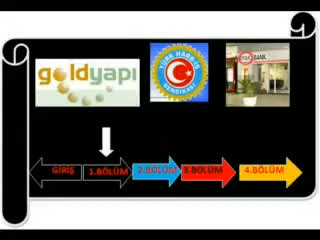 goldyapı
TÜRK HARB-İŞ
SENDİKASI
BANK
GİRİŞ
1.BÖLÜM
2.BÖLÜM
3.BÖLÜM
4.BÖLÜM